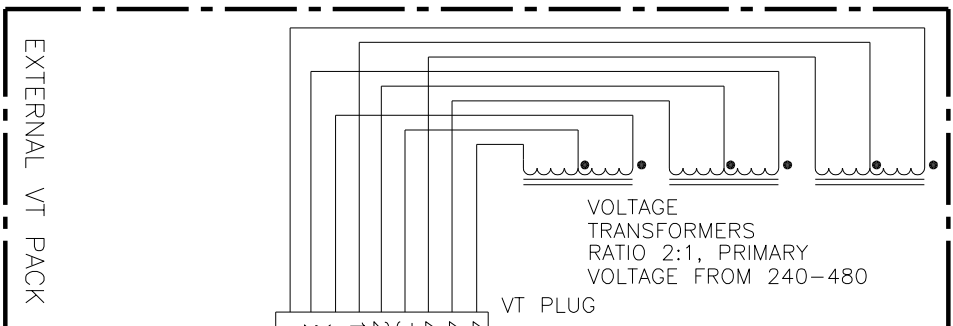 EXTERNAL VT PACK
VOLTAGE
TRANSFORMERS
RATIO 2:1, PRIMARY
VOLTAGE FROM 240-480
VT PLUG